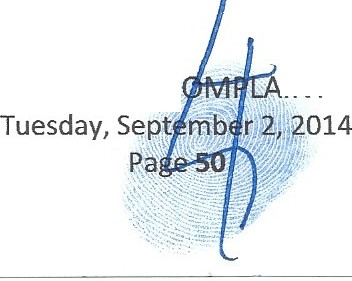 OMPLA....
Tuesday, September 2, 2014
Page 50